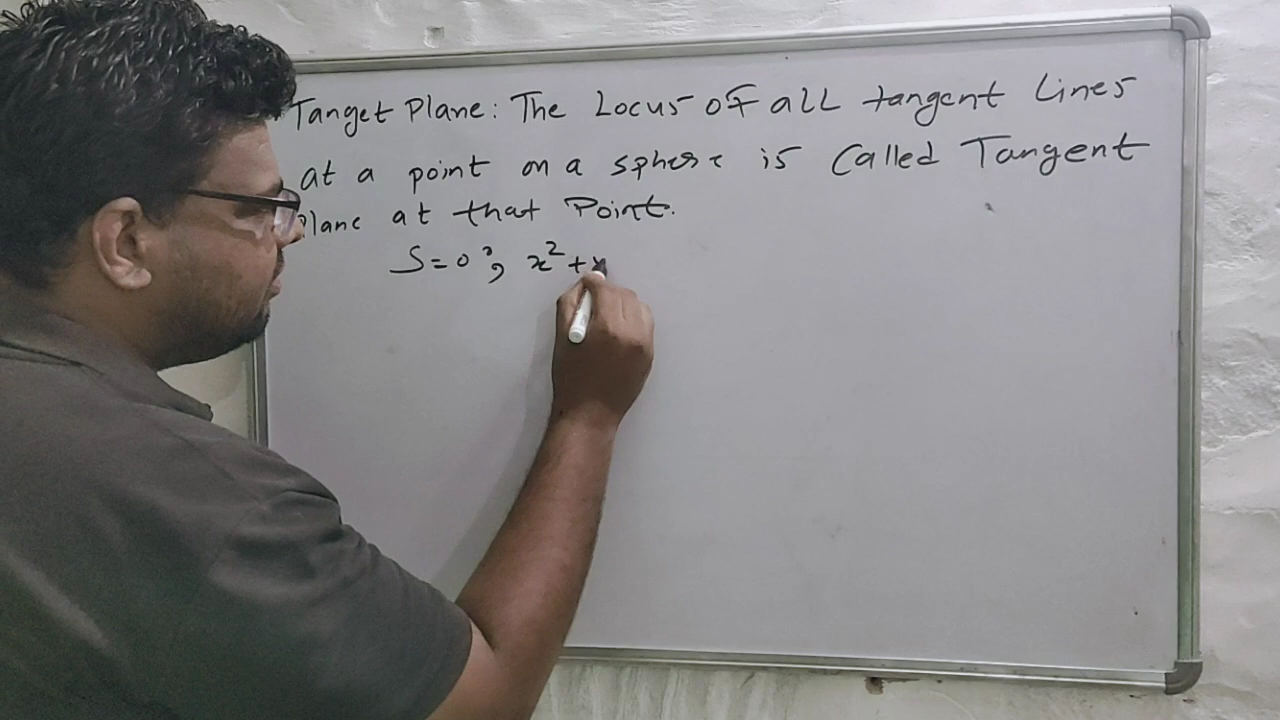 Tanget Plane: The Locus of all tangent lines
at a point on a sphere is Called Tangent
Plane at that Point.
S=0 ; x²+y